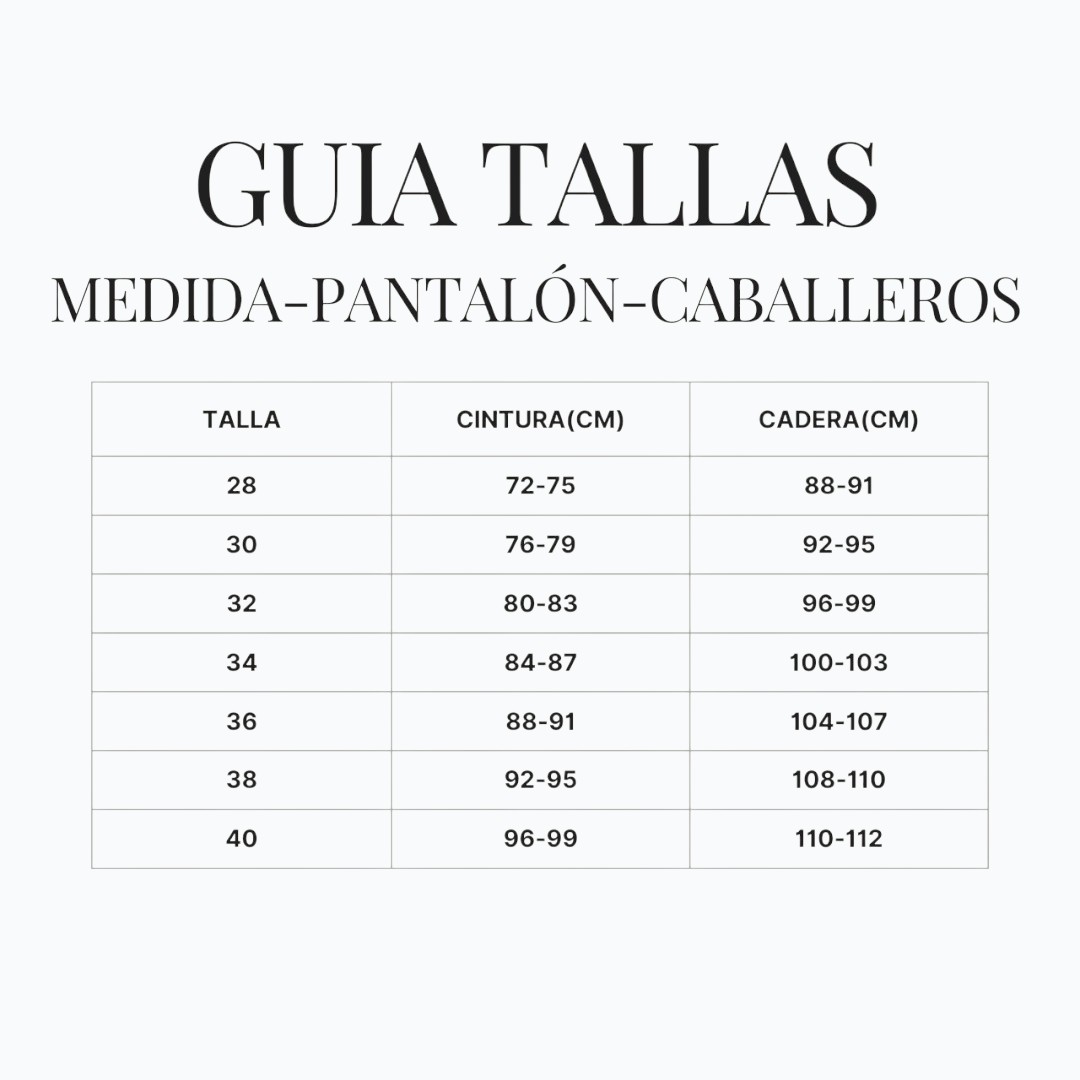 GUIA TALLAS
MEDIDA-PANTALÓN-CABALLEROS
TALLA CINTURA(CM) CADERA(CM)
28 72-75 88-91
30 76-79 92-95
32 80-83 96-99
34 84-87 100-103
36 88-91 104-107
38 92-95 108-110
40 96-99 110-112